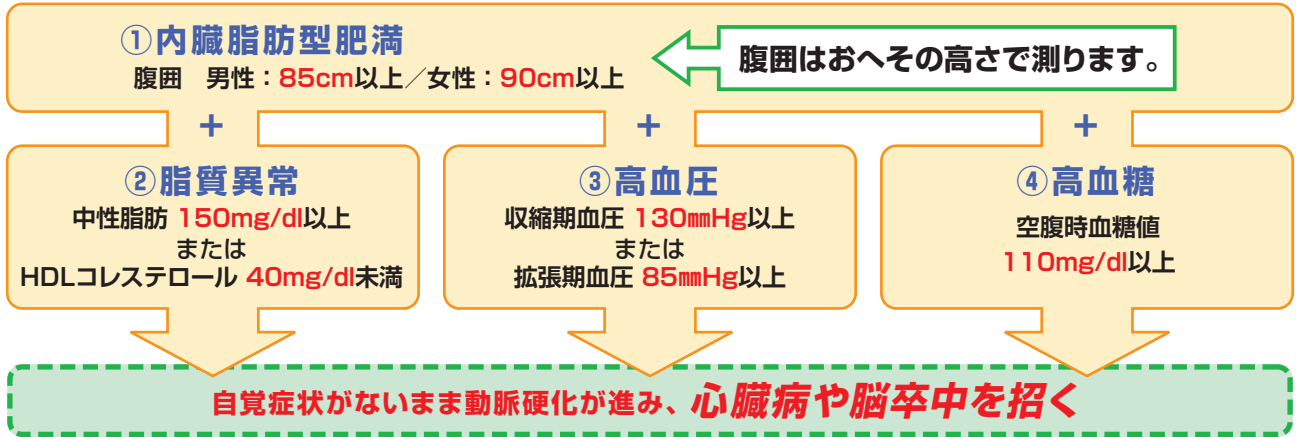 ①内臓脂肪型肥満
腹囲　男性：85cm以上／女性：90cm以上
腹囲はおへその高さで測ります。
＋
＋
＋
②脂質異常
中性脂肪 150mg/dl以上
または
HDLコレステロール 40mg/dl未満
③高血圧
収縮期血圧 130㎜Hg以上
または
拡張期血圧 85㎜Hg以上
④高血糖
空腹時血糖値
110mg/dl以上
自覚症状がないまま動脈硬化が進み、心臓病や脳卒中を招く